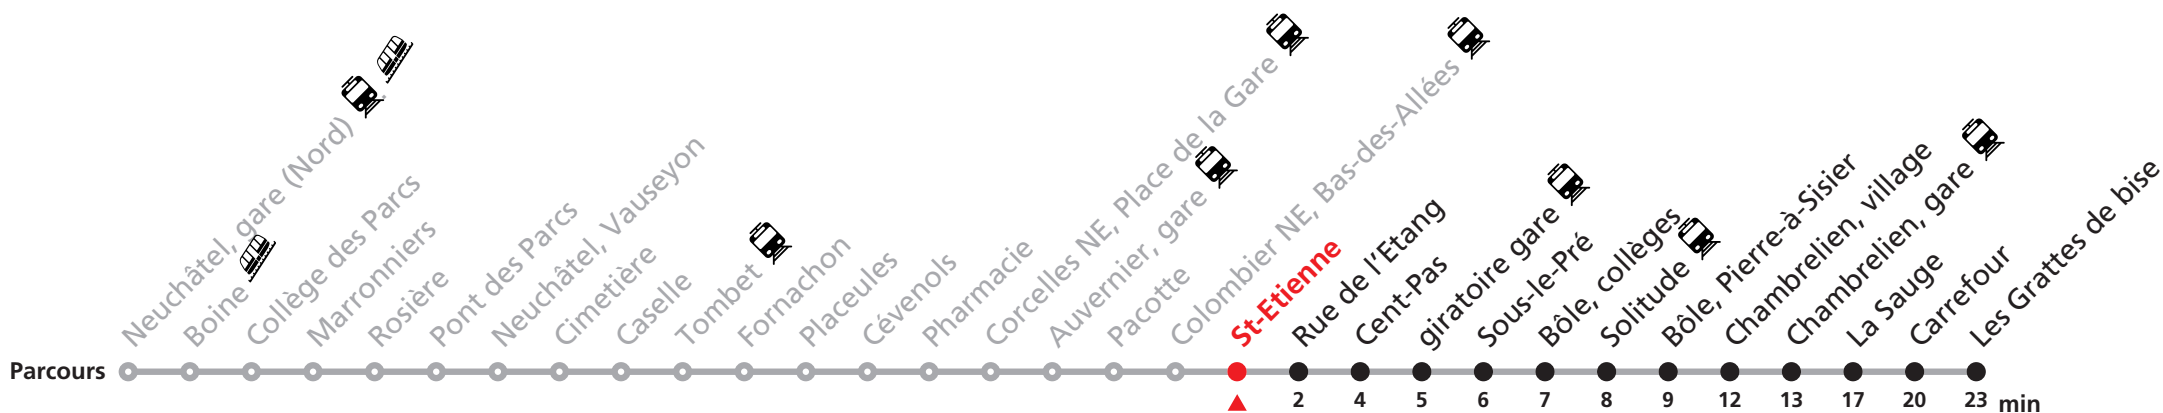 Neuchâtel, gare (Nord)
Boine
Collège des Parcs
Marronniers
Rosière
Pont des Parcs
Neuchâtel, Vauseyon
Cimetière
Caselle
Tombet
Fornachon
Placeules
Cévenols
Pharmacie
Corcelles NE, Place de la Gare
Auvernier, gare
Pacotte
Colombier NE, Bas-des-Allées
St-Etienne
Rue de l'Etang
Cent-Pas
giratoire gare
Sous-le-Pré
Bôle, collèges
Solitude
Bôle, Pierre-à-Sisier
Chambrelien, village
Chambrelien, gare
La Sauge
Carrefour
Les Grattes de bise
Parcours
2 4 5 6 7 8 9 12 13 17 20 23 min